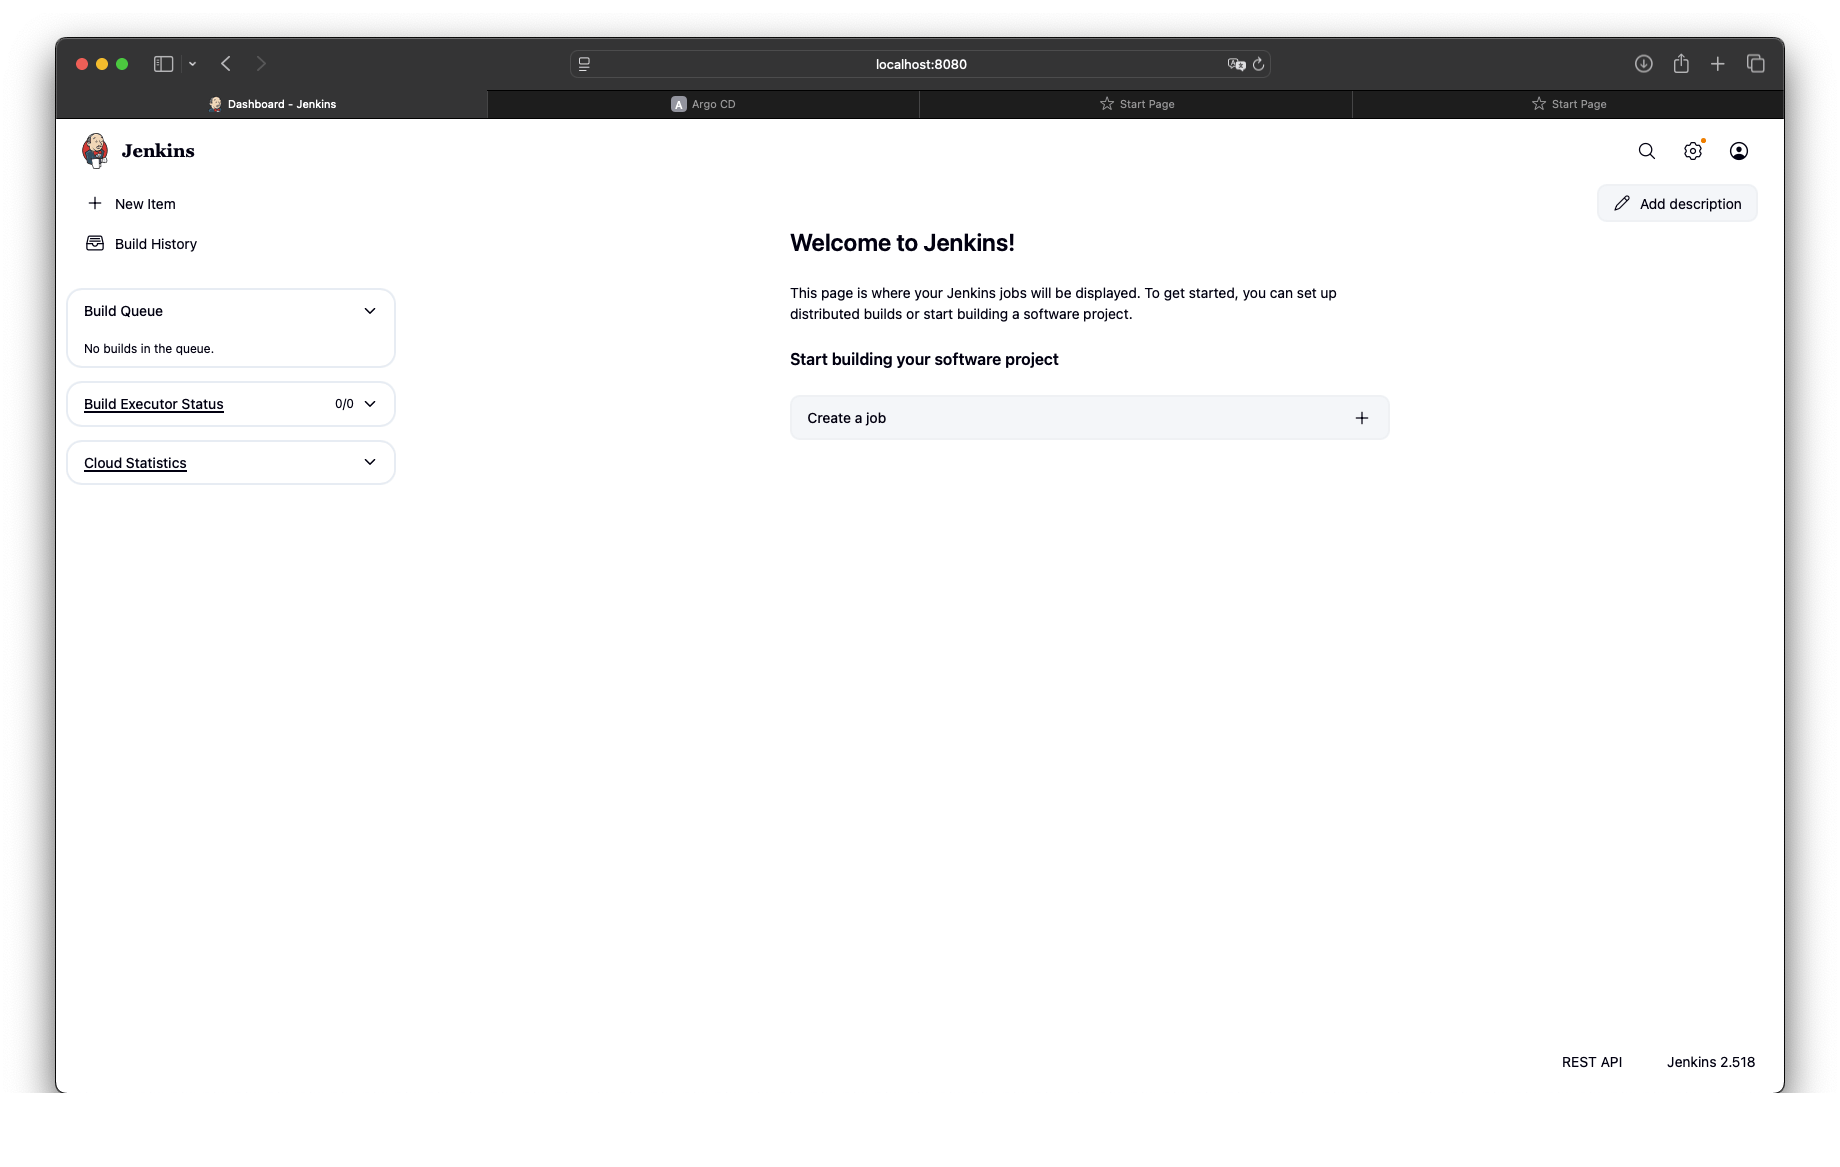 localhost:8080
Dashboard - Jenkins
A Argo CD
Start Page
Start Page
Jenkins
New Item
Add description
Build History
Welcome to Jenkins!
This page is where your Jenkins jobs will be displayed. To get started, you can set up
distributed builds or start building a software project.
Build Queue
No builds in the queue.
Start building your software project
Build Executor Status 0/0
Create a job
Cloud Statistics
REST API
Jenkins 2.518